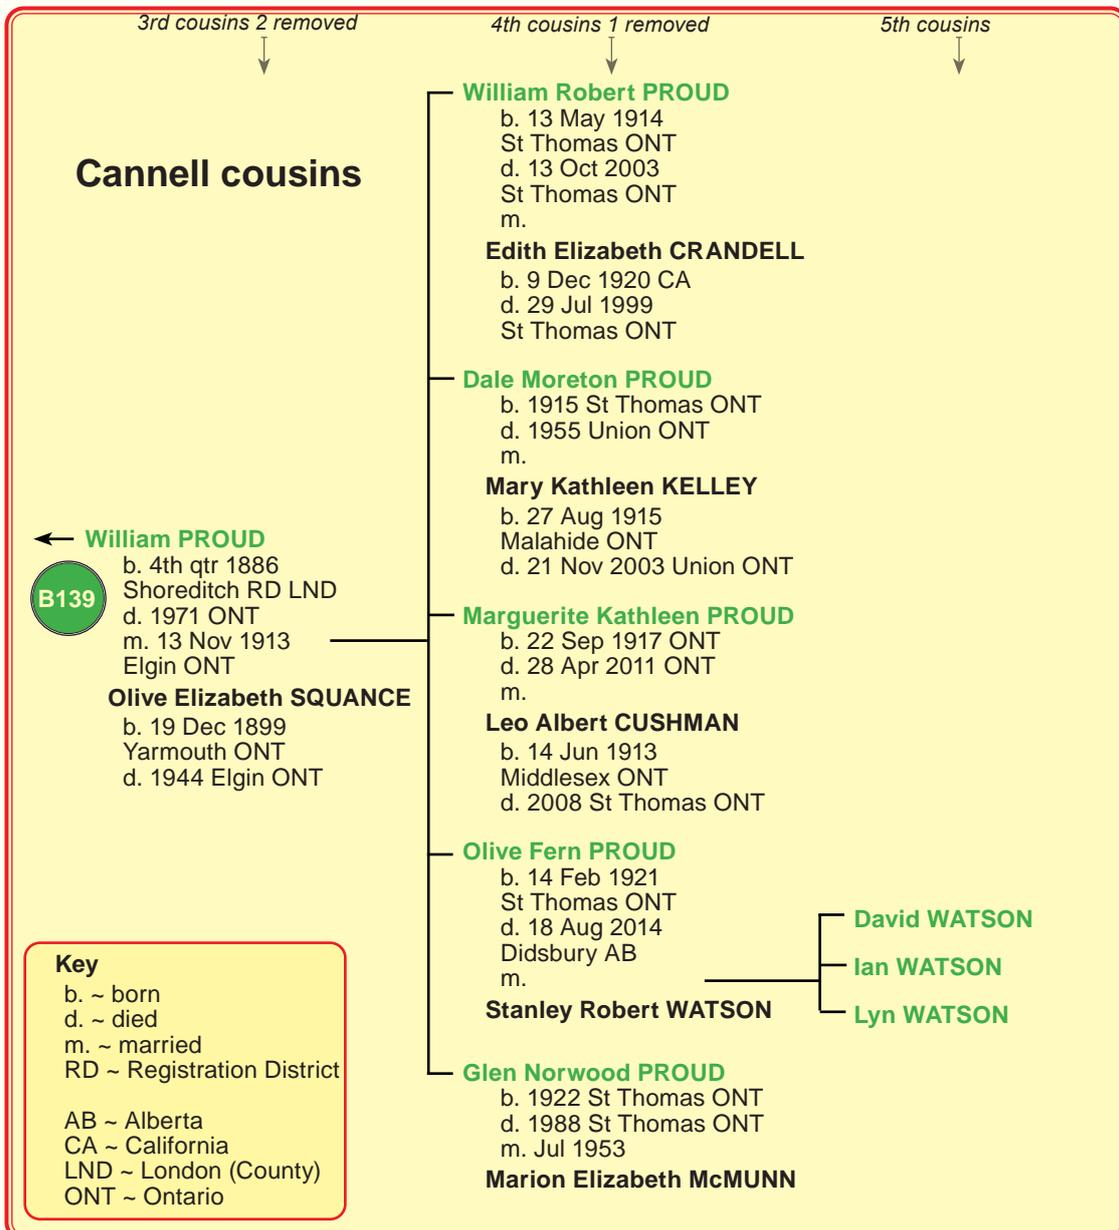 3rd cousins 2 removed
4th cousins 1 removed
5th cousins
Cannell cousins
William PROUD
B139
b. 4th qtr 1886
Shoreditch RD LND
d. 1971 ONT
m. 13 Nov 1913
Elgin ONT
Olive Elizabeth SQUANCE
b. 19 Dec 1899
Yarmouth ONT
d. 1944 Elgin ONT
William Robert PROUD
b. 13 May 1914
St Thomas ONT
d. 13 Oct 2003
St Thomas ONT
m.
Edith Elizabeth CRANDELL
b. 9 Dec 1920 CA
d. 29 Jul 1999
St Thomas ONT
Dale Moreton PROUD
b. 1915 St Thomas ONT
d. 1955 Union ONT
m.
Mary Kathleen KELLEY
b. 27 Aug 1915
Malahide ONT
d. 21 Nov 2003 Union ONT
Marguerite Kathleen PROUD
b. 22 Sep 1917 ONT
d. 28 Apr 2011 ONT
m.
Leo Albert CUSHMAN
b. 14 Jun 1913
Middlesex ONT
d. 2008 St Thomas ONT
Olive Fern PROUD
b. 14 Feb 1921
St Thomas ONT
d. 18 Aug 2014
Didsbury AB
m.
Stanley Robert WATSON
David WATSON
Ian WATSON
Lyn WATSON
Glen Norwood PROUD
b. 1922 St Thomas ONT
d. 1988 St Thomas ONT
m. Jul 1953
Marion Elizabeth McMUNN
Key
b. ~ born
d. ~ died
m. ~ married
RD ~ Registration District
AB ~ Alberta
CA ~ California
LND ~ London (County)
ONT ~ Ontario